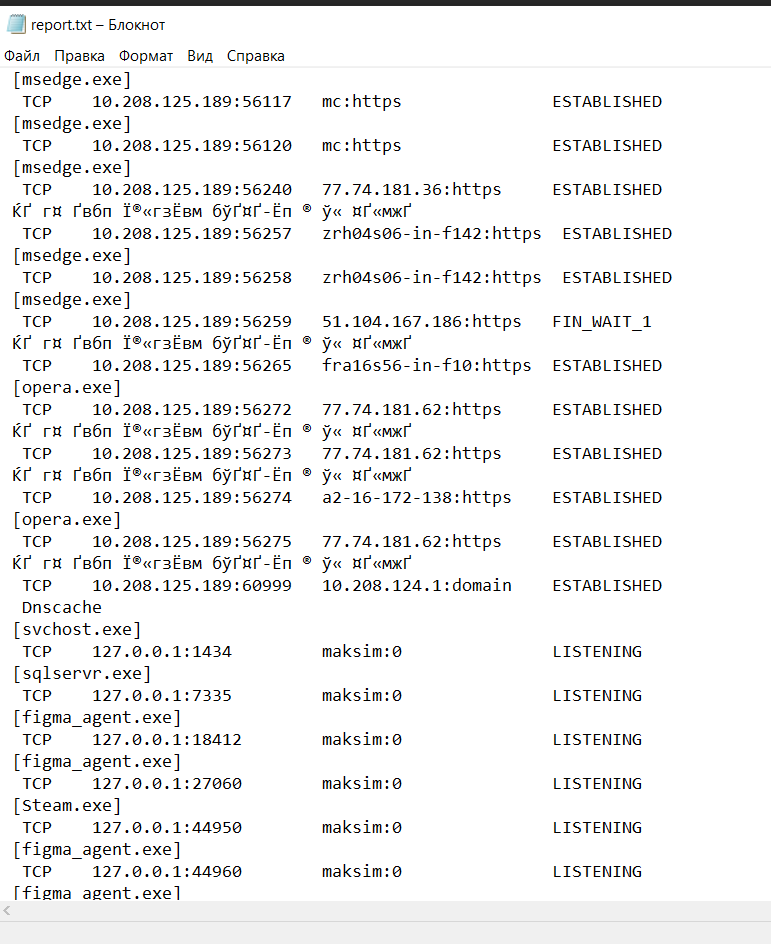 report.txt – Блокнот
Файл Правка Формат Вид Справка
[msedge.exe]
TCP 10.208.125.189:56117 mc:https ESTABLISHED
[msedge.exe]
TCP 10.208.125.189:56120 mc:https ESTABLISHED
[msedge.exe]
TCP 10.208.125.189:56240 77.74.181.36:https ESTABLISHED
ЌҐ г¤ Ґвбп Ї®«гзЁвм бўҐ¤Ґ-Ёп ® ў« ¤Ґ«мжҐ
TCP 10.208.125.189:56257 zrh04s06-in-f142:https ESTABLISHED
[msedge.exe]
TCP 10.208.125.189:56258 zrh04s06-in-f142:https ESTABLISHED
[msedge.exe]
TCP 10.208.125.189:56259 51.104.167.186:https FIN_WAIT_1
ЌҐ г¤ Ґвбп Ї®«гзЁвм бўҐ¤Ґ-Ёп ® ў« ¤Ґ«мжҐ
TCP 10.208.125.189:56265 fra16s56-in-f10:https ESTABLISHED
[opera.exe]
TCP 10.208.125.189:56272 77.74.181.62:https ESTABLISHED
ЌҐ г¤ Ґвбп Ї®«гзЁвм бўҐ¤Ґ-Ёп ® ў« ¤Ґ«мжҐ
TCP 10.208.125.189:56273 77.74.181.62:https ESTABLISHED
ЌҐ г¤ Ґвбп Ї®«гзЁвм бўҐ¤Ґ-Ёп ® ў« ¤Ґ«мжҐ
TCP 10.208.125.189:56274 a2-16-172-138:https ESTABLISHED
[opera.exe]
TCP 10.208.125.189:56275 77.74.181.62:https ESTABLISHED
ЌҐ г¤ Ґвбп Ї®«гзЁвм бўҐ¤Ґ-Ёп ® ў« ¤Ґ«мжҐ
TCP 10.208.125.189:60999 10.208.124.1:domain ESTABLISHED
Dnscache
[svchost.exe]
TCP 127.0.0.1:1434 maksim:0 LISTENING
[sqlservr.exe]
TCP 127.0.0.1:7335 maksim:0 LISTENING
[figma_agent.exe]
TCP 127.0.0.1:18412 maksim:0 LISTENING
[figma_agent.exe]
TCP 127.0.0.1:27060 maksim:0 LISTENING
[Steam.exe]
TCP 127.0.0.1:44950 maksim:0 LISTENING
[figma_agent.exe]
TCP 127.0.0.1:44960 maksim:0 LISTENING
[figma_agent.exe]